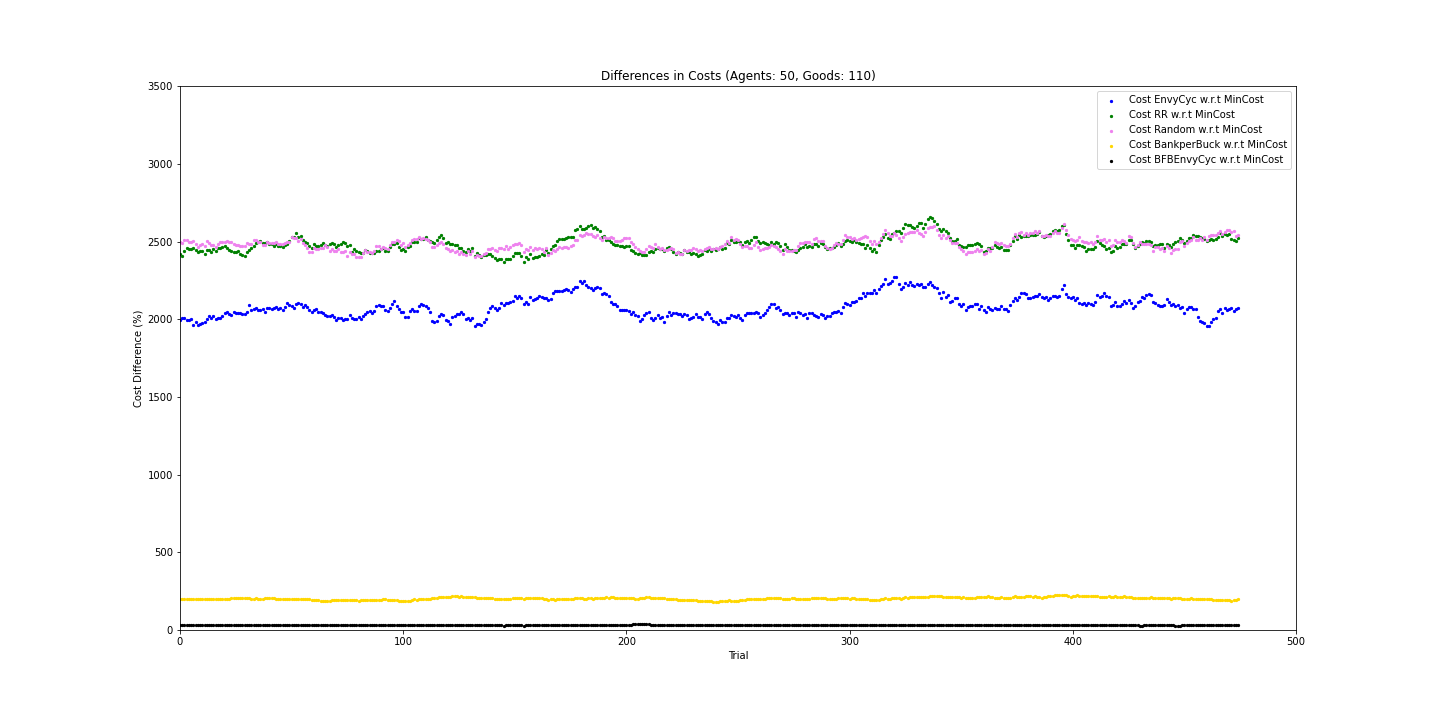 Differences in Costs (Agents: 50, Goods: 110)
3500
3000
2500
2000
1500
1000
500
0
Cost Difference (%)
Cost EnvyCyc w.r.t MinCost
Cost RR w.r.t MinCost
Cost Random w.r.t MinCost
Cost BankperBuck w.r.t MinCost
Cost BFBEnvyCyc w.r.t MinCost
0 100 200 300 400 500
Trial